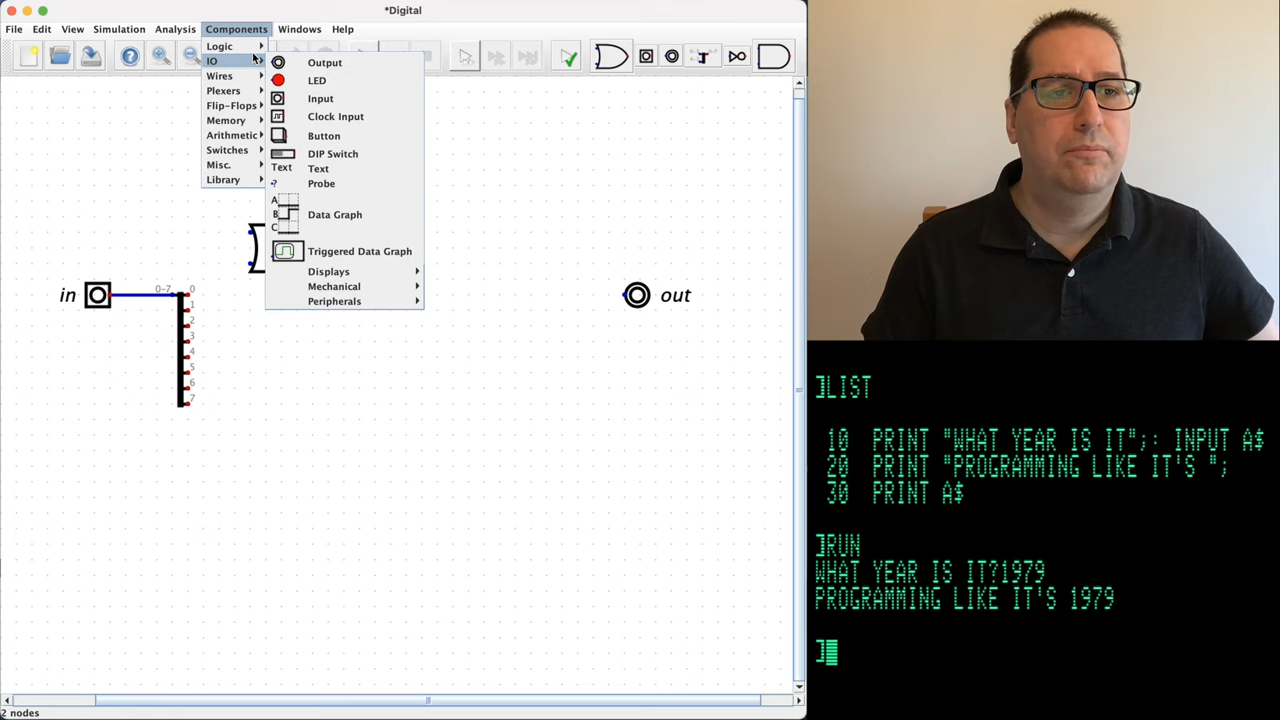 *Digital
File Edit View Simulation Analysis Components Windows Help
Logic
IO
Wires
Plexers
Flip-Flops
Memory
Arithmetic
Switches
Misc.
Library
Output
LED
Input
Clock Input
Button
DIP Switch
Text Text
? Probe
A
B Data Graph
C
Triggered Data Graph
Displays
Mechanical
Peripherals
in
0-7
0
1
2
3
4
5
6
7
out
2 nodes
]LIST
10 PRINT "WHAT YEAR IS IT";: INPUT A$
20 PRINT "PROGRAMMING LIKE IT'S ";
30 PRINT A$
]RUN
WHAT YEAR IS IT?1979
PROGRAMMING LIKE IT'S 1979
]